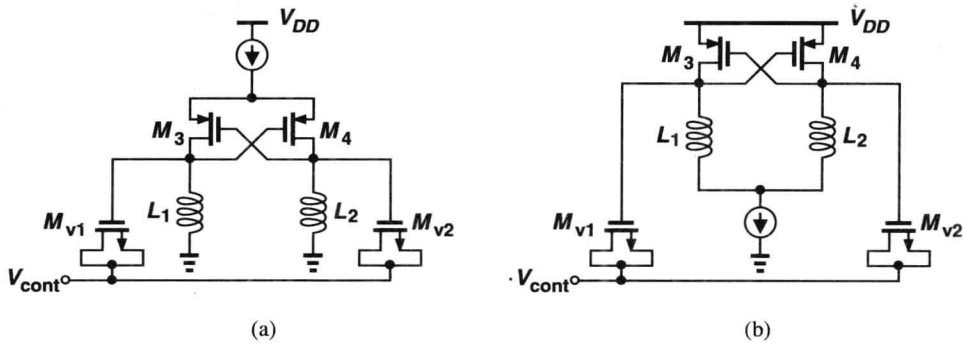 V_DD
M_3
M_4
L_1
L_2
M_v1
M_v2
V_cont
(a)
V_DD
M_3
M_4
L_1
L_2
M_v1
M_v2
V_cont
(b)